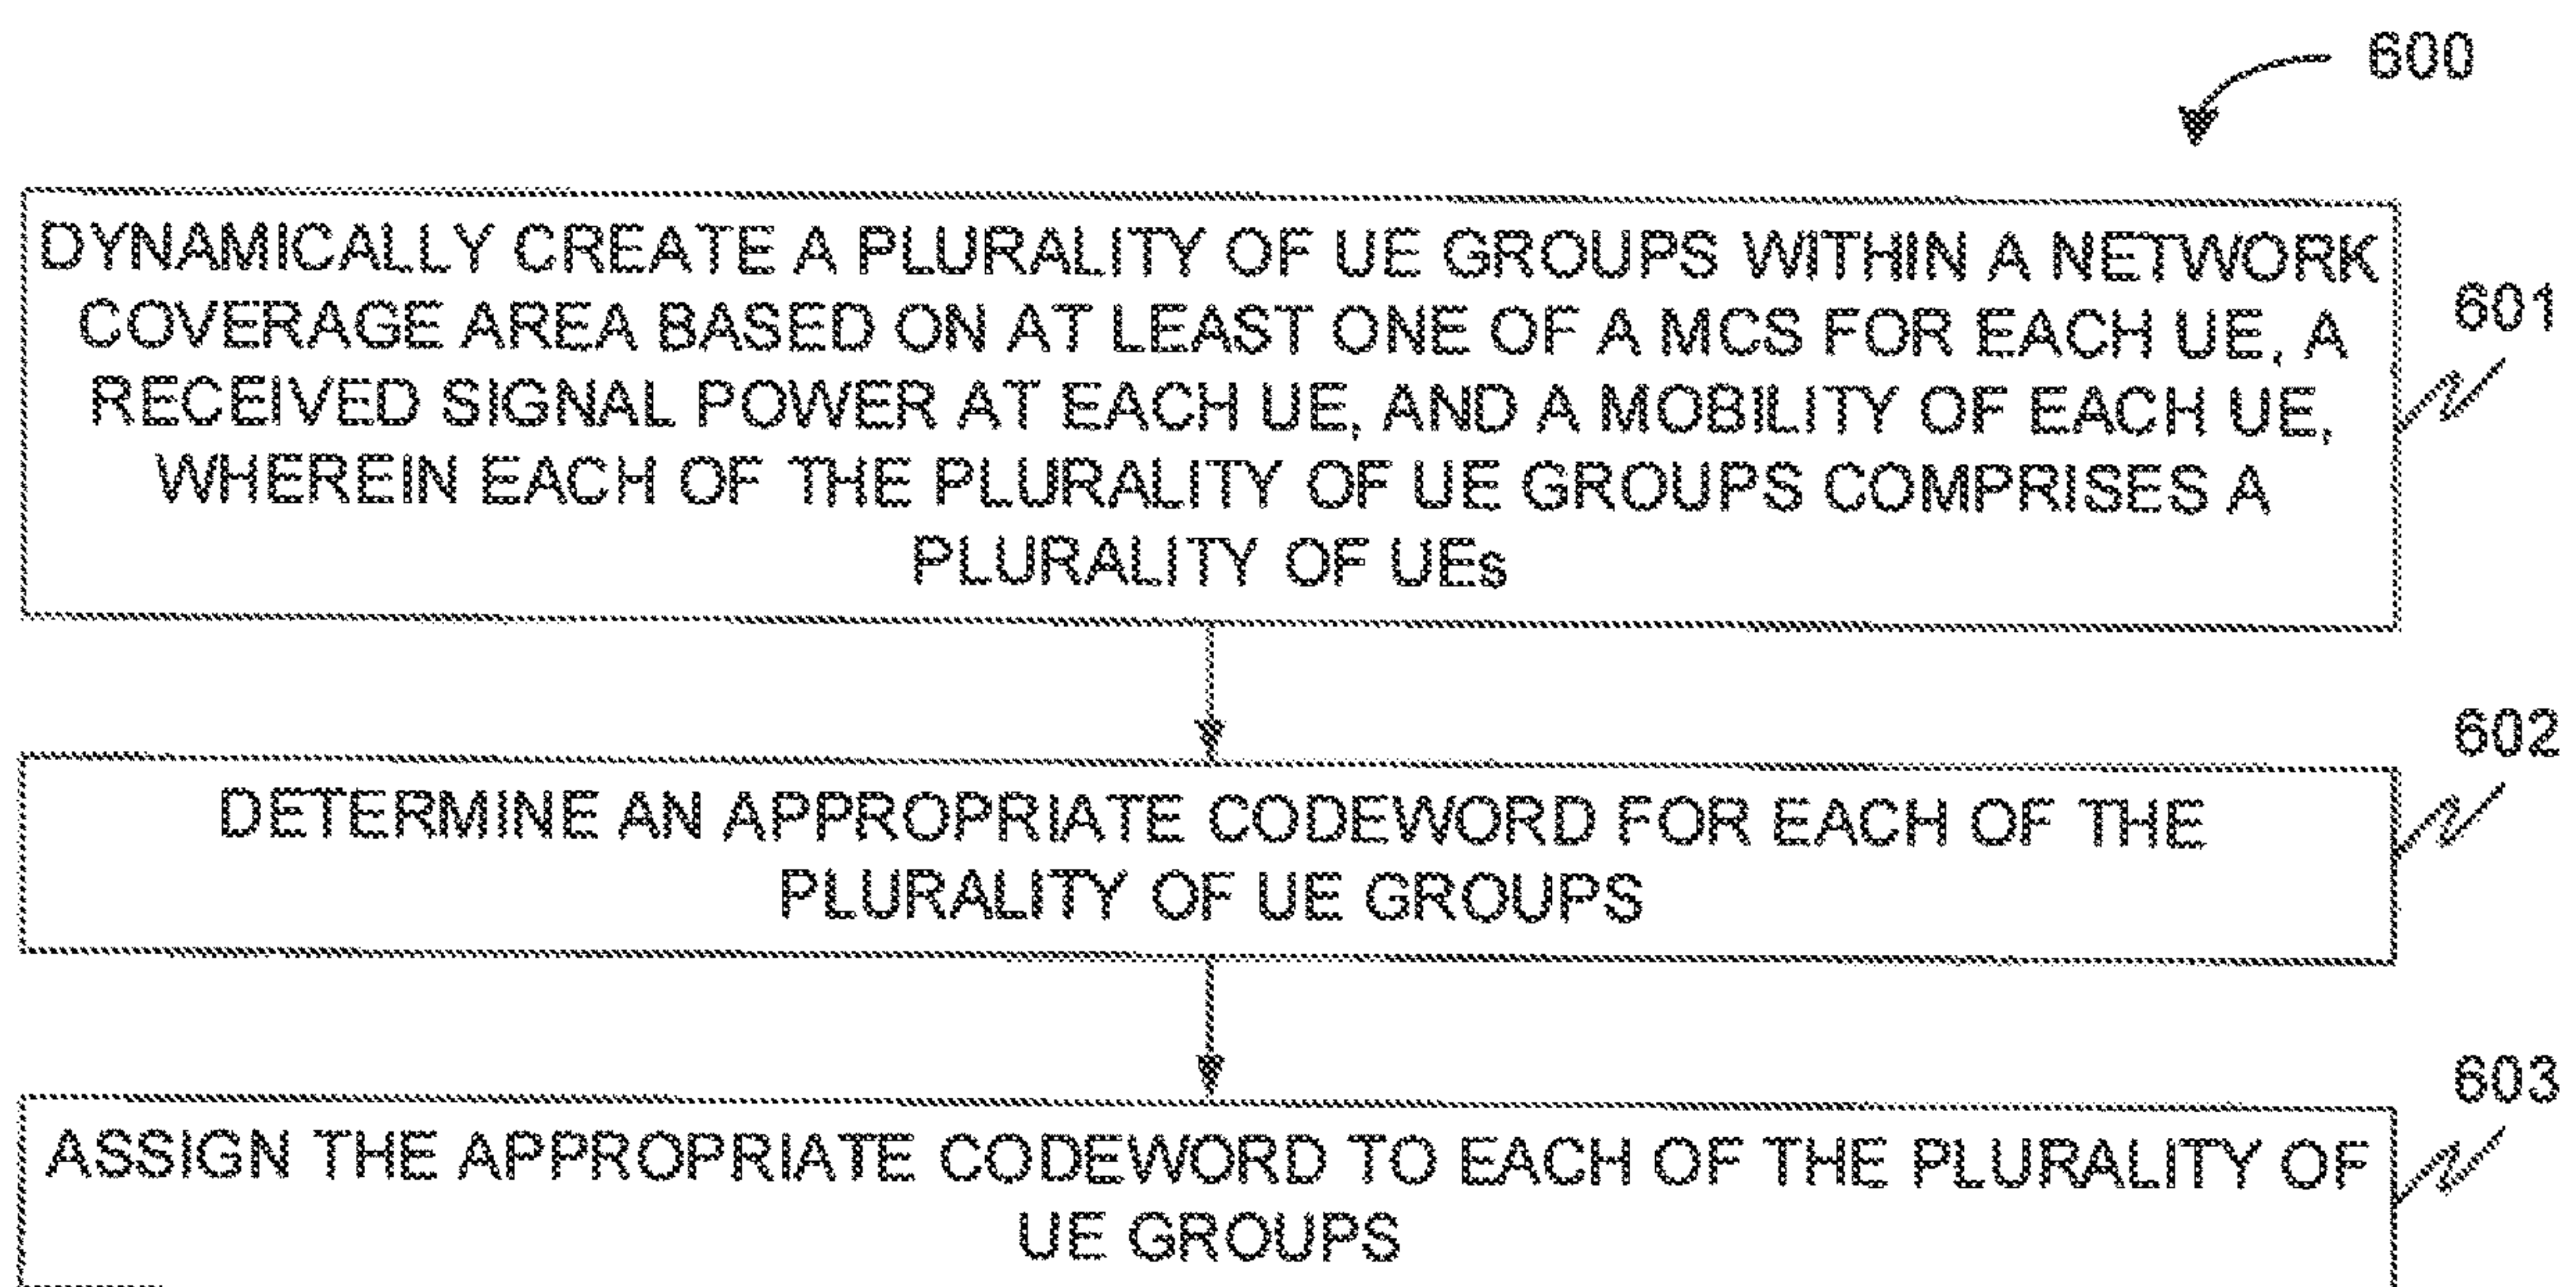 600
DYNAMICALLY CREATE A PLURALITY OF UE GROUPS WITHIN A NETWORK
COVERAGE AREA BASED ON AT LEAST ONE OF A MCS FOR EACH UE, A
RECEIVED SIGNAL POWER AT EACH UE, AND A MOBILITY OF EACH UE,
WHEREIN EACH OF THE PLURALITY OF UE GROUPS COMPRISES A
PLURALITY OF UEs
601
DETERMINE AN APPROPRIATE CODEWORD FOR EACH OF THE
PLURALITY OF UE GROUPS
602
ASSIGN THE APPROPRIATE CODEWORD TO EACH OF THE PLURALITY OF
UE GROUPS
603